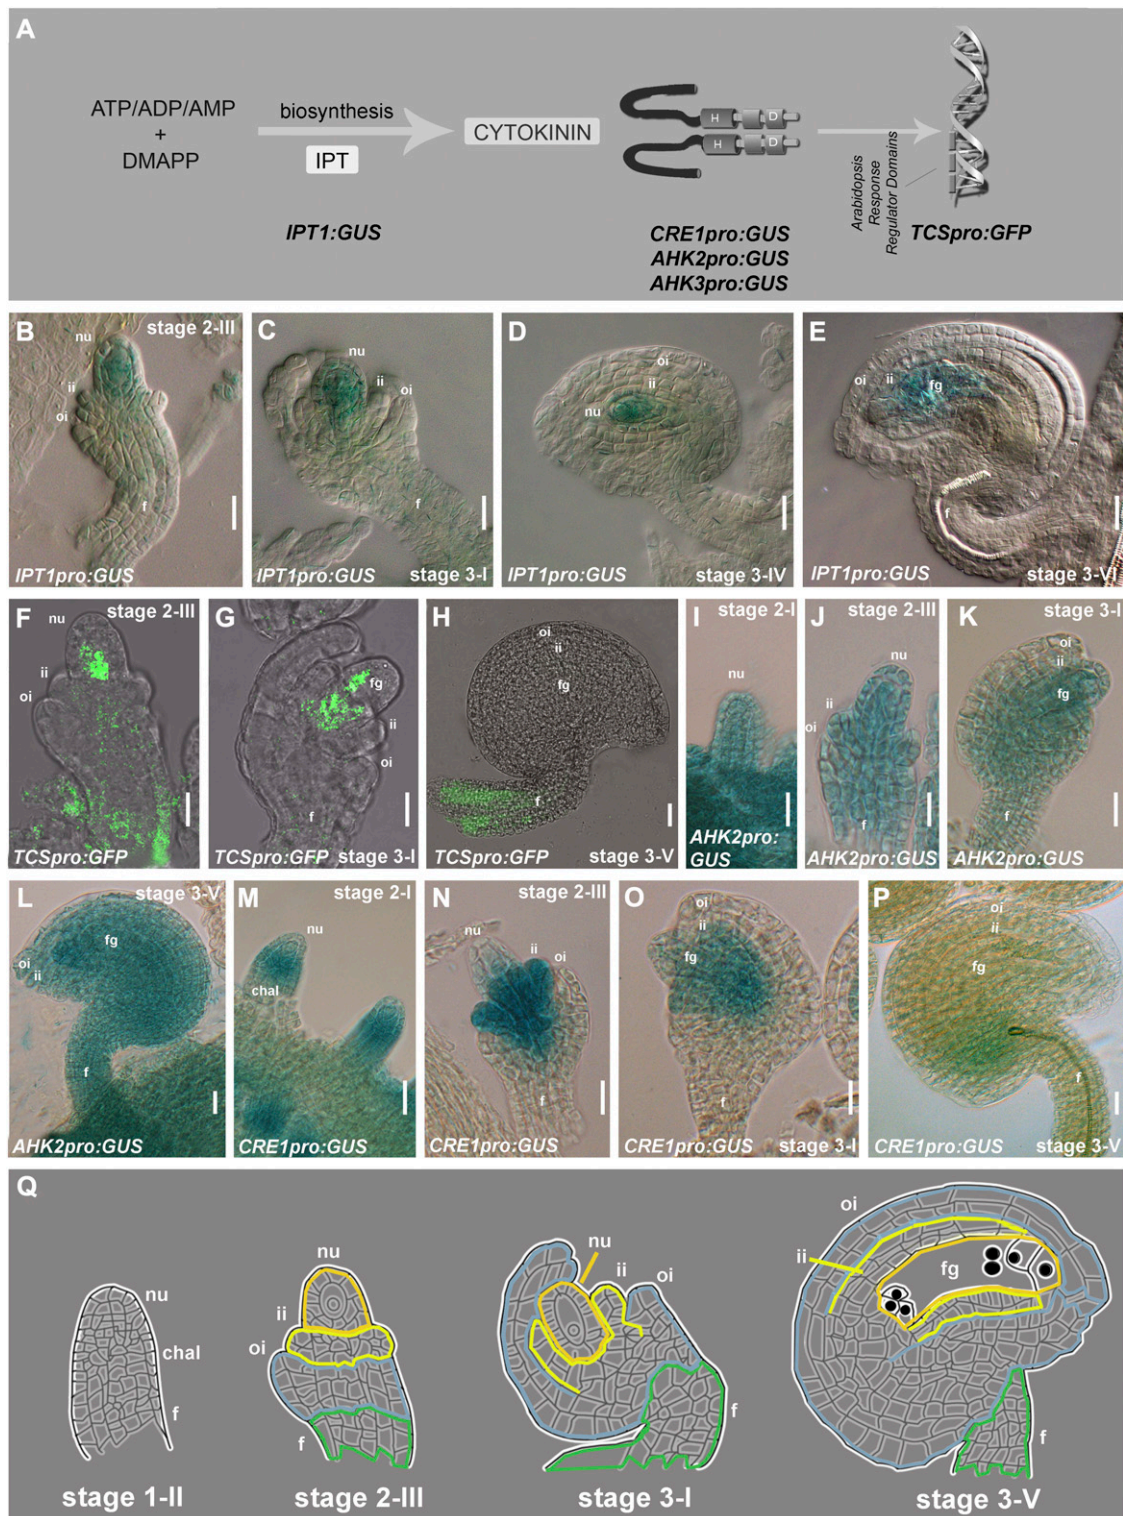 A
ATP/ADP/AMP
+
DMAPP
biosynthesis
IPT
CYTOKININ
H
D
H
D
Arabidopsis
Response
Regulator Domains
IPT1:GUS
CRE1pro:GUS
AHK2pro:GUS
AHK3pro:GUS
TCSpro:GFP
B
stage 2-III
nu
ii
oi
f
IPT1pro:GUS
C
nu
ii
oi
f
IPT1pro:GUS
stage 3-I
D
oi
ii
nu
IPT1pro:GUS
stage 3-IV
E
oi
ii
fg
f
IPT1pro:GUS
stage 3-VI
F
stage 2-III
nu
ii
oi
TCSpro:GFP
G
fg
ii
oi
f
TCSpro:GFP
stage 3-I
H
oi
ii
fg
f
TCSpro:GFP
stage 3-V
I
stage 2-I
nu
AHK2pro:
GUS
J
stage 2-III
nu
ii
oi
f
AHK2pro:GUS
K
stage 3-I
oi
ii
fg
AHK2pro:GUS
L
stage 3-V
fg
oi
ii
f
AHK2pro:GUS
M
stage 2-I
nu
chal
CRE1pro:GUS
N
stage 2-III
nu
ii
oi
f
CRE1pro:GUS
O
oi
ii
fg
f
CRE1pro:GUS
stage 3-I
P
oi
ii
fg
f
CRE1pro:GUS
stage 3-V
Q
nu
chal
f
stage 1-II
nu
ii
oi
f
stage 2-III
nu
ii
oi
f
stage 3-I
oi
ii
fg
f
stage 3-V